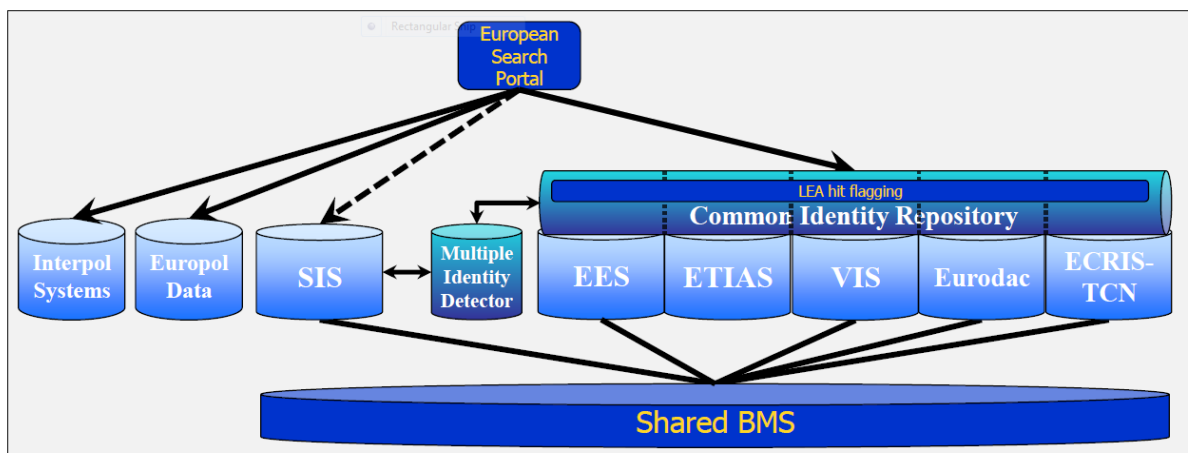 European
Search
Portal
LEA hit flagging
Common Identity Repository
Interpol
Systems
Europol
Data
SIS
Multiple
Identity
Detector
EES
ETIAS
VIS
Eurodac
ECRIS-
TCN
Shared BMS